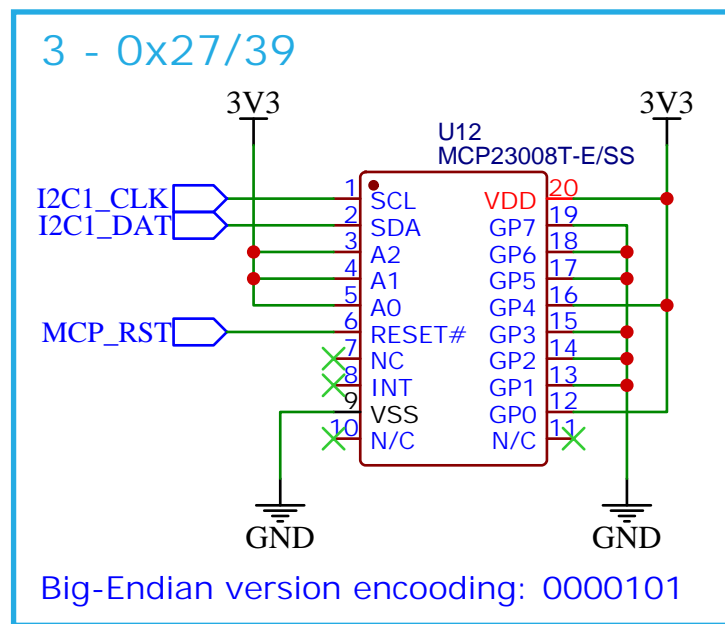 3 - 0x27/39
3V3
3V3
U12
MCP23008T-E/SS
I2C1_CLK 1 SCL VDD 20
I2C1_DAT 2 SDA GP7 19
3 A2 GP6 18
4 A1 GP5 17
5 A0 GP4 16
MCP_RST 6 RESET# GP3 15
7 NC GP2 14
8 INT GP1 13
9 VSS GP0 12
10 N/C N/C 11
GND
GND
Big-Endian version encooding: 0000101